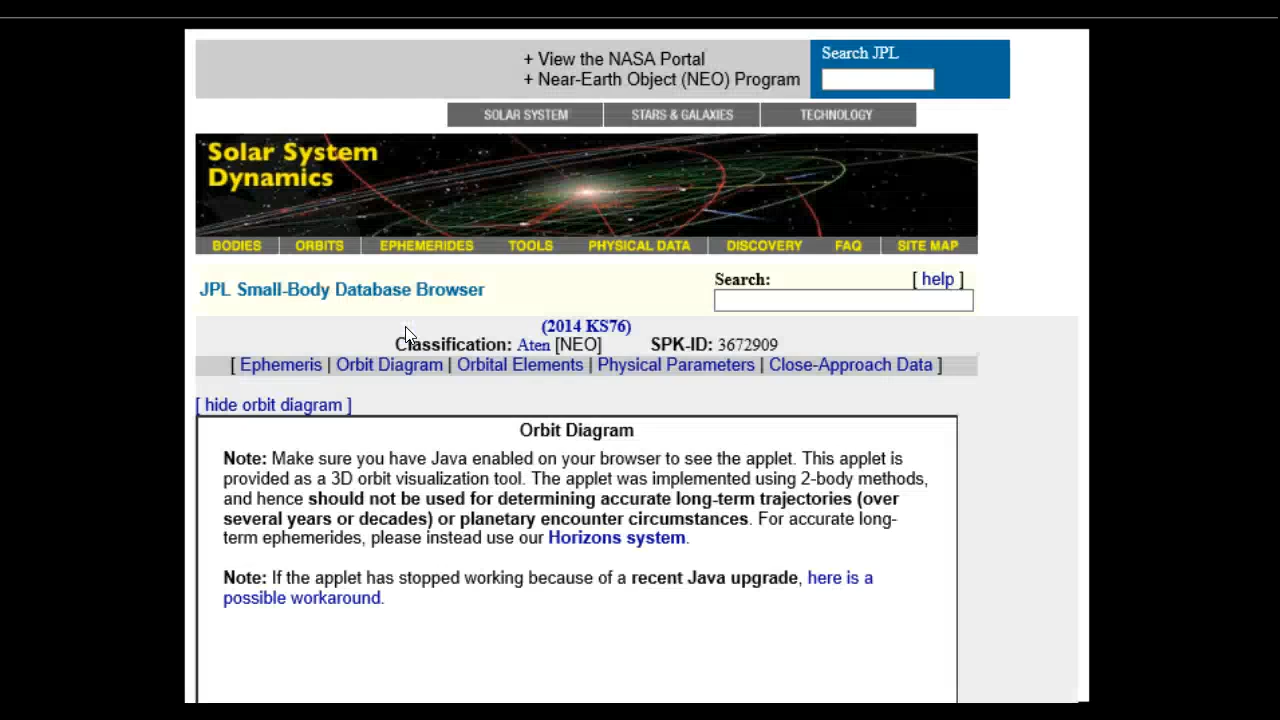 + View the NASA Portal
+ Near-Earth Object (NEO) Program
Search JPL
SOLAR SYSTEM STARS & GALAXIES TECHNOLOGY
Solar System
Dynamics
BODIES ORBITS EPHEMERIDES TOOLS PHYSICAL DATA DISCOVERY FAQ SITE MAP
JPL Small-Body Database Browser
Search: [ help ]
(2014 KS76)
Classification: Aten [NEO] SPK-ID: 3672909
[ Ephemeris | Orbit Diagram | Orbital Elements | Physical Parameters | Close-Approach Data ]
[ hide orbit diagram ]
Orbit Diagram
Note: Make sure you have Java enabled on your browser to see the applet. This applet is
provided as a 3D orbit visualization tool. The applet was implemented using 2-body methods,
and hence should not be used for determining accurate long-term trajectories (over
several years or decades) or planetary encounter circumstances. For accurate long-
term ephemerides, please instead use our Horizons system.
Note: If the applet has stopped working because of a recent Java upgrade, here is a
possible workaround.